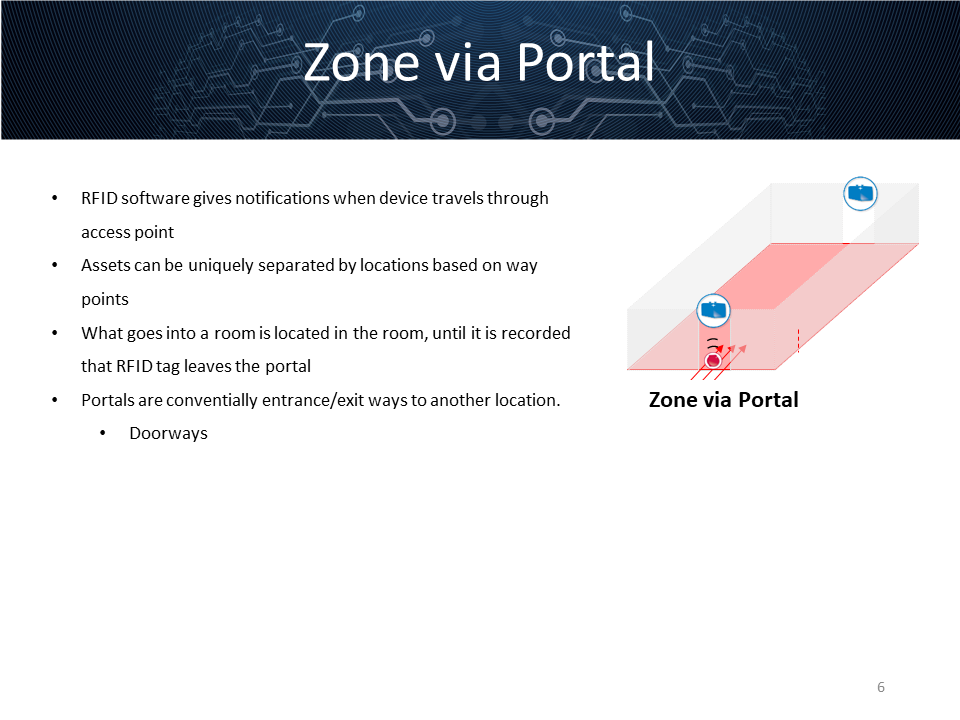 Zone via Portal
• RFID software gives notifications when device travels through
access point
• Assets can be uniquely separated by locations based on way
points
• What goes into a room is located in the room, until it is recorded
that RFID tag leaves the portal
• Portals are conventially entrance/exit ways to another location.
• Doorways
Zone via Portal
6